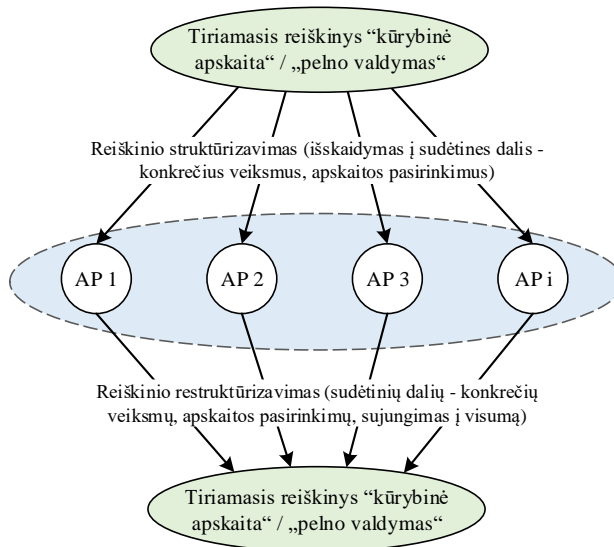 Tiriamasis reiškinys “kūrybinė
apskaita“ / „pelno valdymas“
Reiškinio struktūrizavimas (išskaidymas į sudėtines dalis -
konkrečius veiksmus, apskaitos pasirinkimus)
AP 1
AP 2
AP 3
AP i
Reiškinio restruktūrizavimas (sudėtinių dalių - konkrečių
veiksmų, apskaitos pasirinkimų, sujungimas į visumą)
Tiriamasis reiškinys “kūrybinė
apskaita“ / „pelno valdymas“